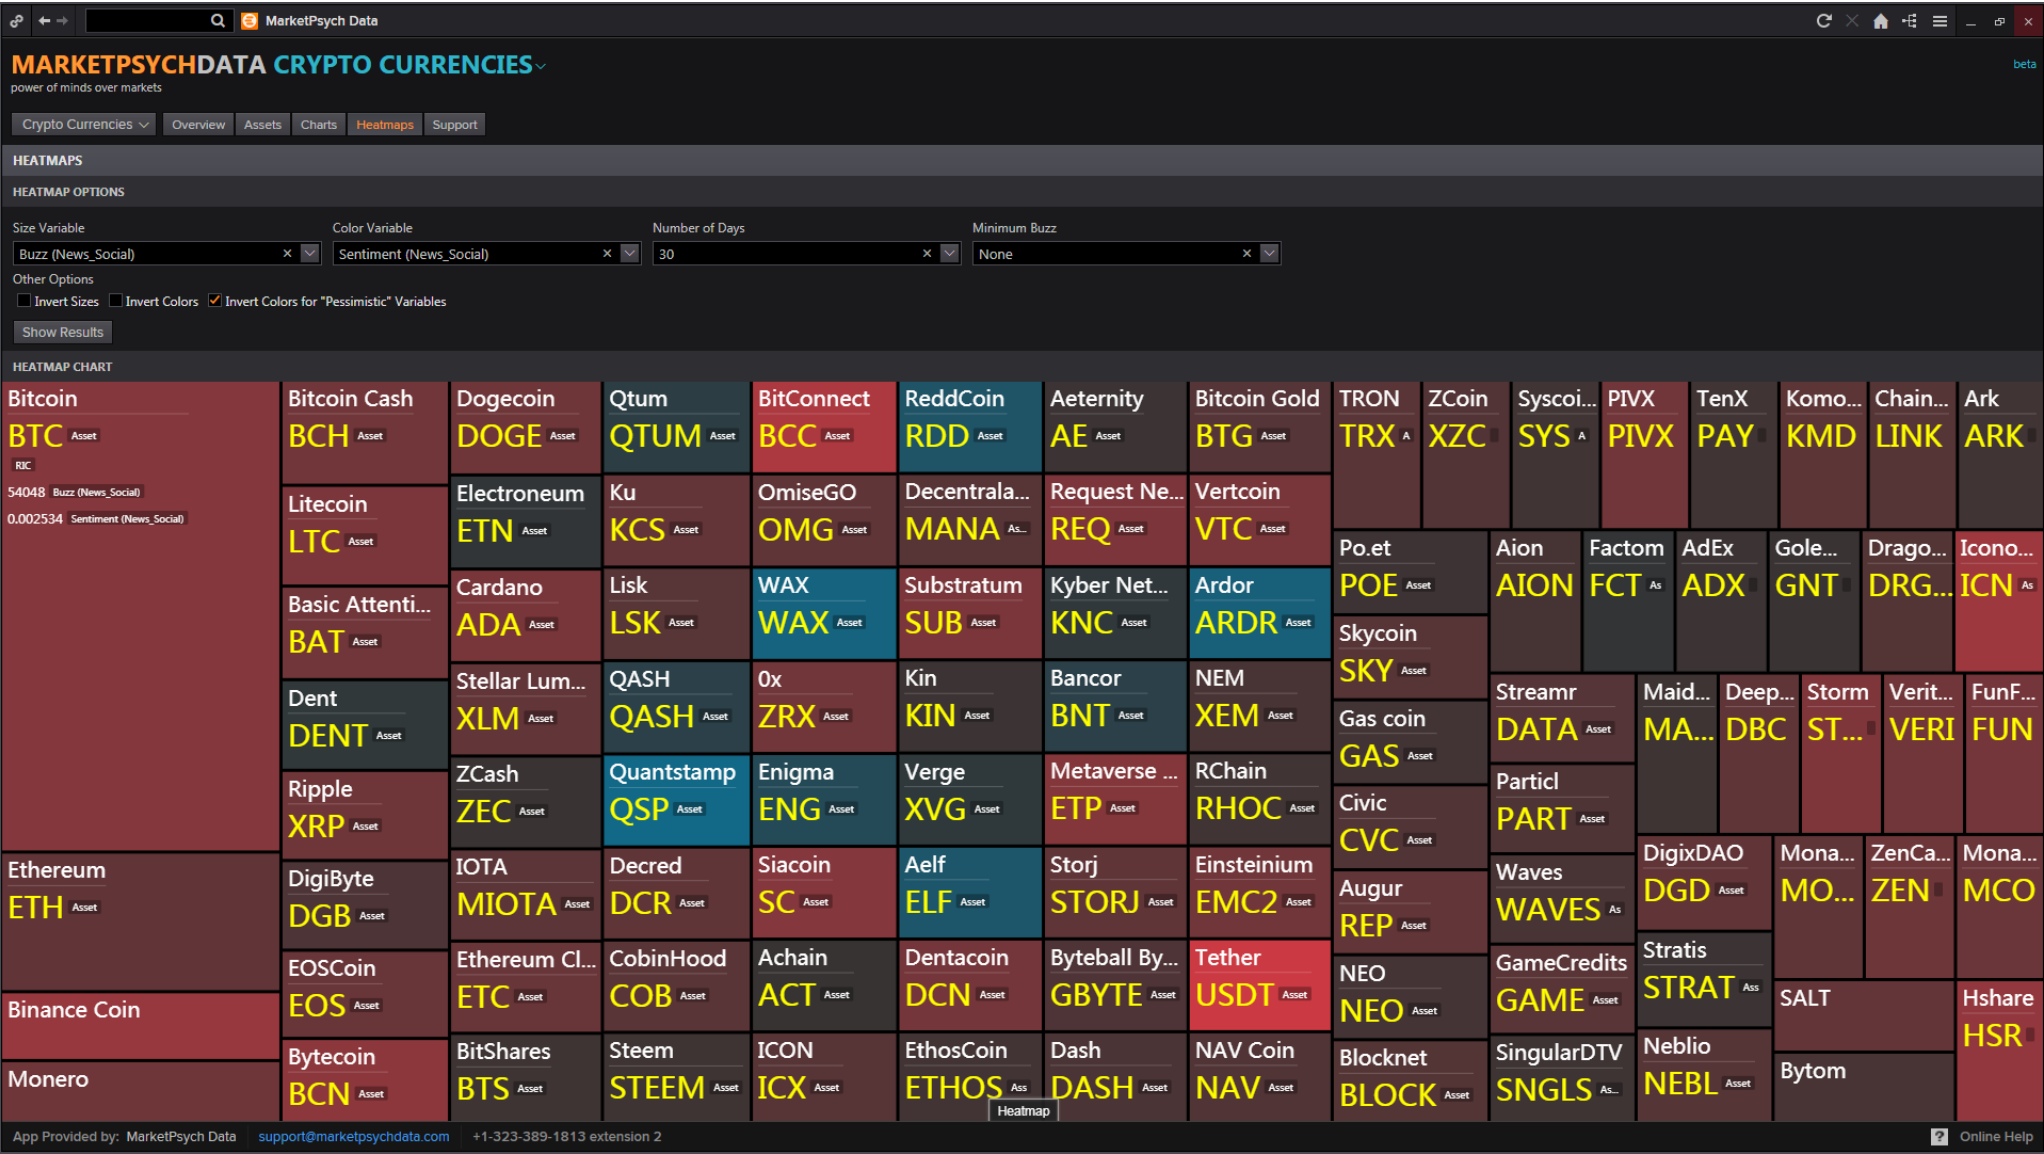 MarketPsych Data
MARKETPSYCHDATA CRYPTO CURRENCIES
beta
power of minds over markets
Crypto Currencies Overview Assets Charts Heatmaps Support
HEATMAPS
HEATMAP OPTIONS
Size Variable Color Variable Number of Days Minimum Buzz
Buzz (News_Social) Sentiment (News_Social) 30 None
Other Options
Invert Sizes Invert Colors Invert Colors for "Pessimistic" Variables
Show Results
HEATMAP CHART
Bitcoin
BTC Asset
RIC
54048 Buzz (News_Social)
0.002534 Sentiment (News_Social)
Ethereum
ETH Asset
Binance Coin
Monero
Bitcoin Cash
BCH Asset
Litecoin
LTC Asset
Basic Attenti...
BAT Asset
Dent
DENT Asset
Ripple
XRP Asset
DigiByte
DGB Asset
EOSCoin
EOS Asset
Bytecoin
BCN Asset
Dogecoin
DOGE Asset
Electroneum
ETN Asset
Cardano
ADA Asset
Stellar Lum...
XLM Asset
ZCash
ZEC Asset
IOTA
MIOTA Asset
Ethereum Cl...
ETC Asset
BitShares
BTS Asset
Qtum
QTUM Asset
Ku
KCS Asset
Lisk
LSK Asset
QASH
QASH Asset
Quantstamp
QSP Asset
Decred
DCR Asset
CobinHood
COB Asset
Steem
STEEM Asset
BitConnect
BCC Asset
OmiseGO
OMG Asset
WAX
WAX Asset
0x
ZRX Asset
Enigma
ENG Asset
Siacoin
SC Asset
Achain
ACT Asset
ICON
ICX Asset
ReddCoin
RDD Asset
Decentrala...
MANA As...
Substratum
SUB Asset
Kin
KIN Asset
Verge
XVG Asset
Aelf
ELF Asset
Dentacoin
DCN Asset
EthosCoin
ETHOS Ass
Aeternity
AE Asset
Request Ne...
REQ Asset
Kyber Net...
KNC Asset
Bancor
BNT Asset
Metaverse ...
ETP Asset
Storj
STORJ Asset
Byteball By...
GBYTE Asset
Dash
DASH Asset
Heatmap
Bitcoin Gold
BTG Asset
Vertcoin
VTC Asset
Ardor
ARDR Asset
NEM
XEM Asset
RChain
RHOC Asset
Einsteinium
EMC2 Asset
Tether
USDT Asset
NAV Coin
NAV Asset
TRON
TRX A
ZCoin
XZC
Syscoi...
SYS A
PIVX
PIVX
TenX
PAY
Komo...
KMD
Chain...
LINK
Ark
ARK
Po.et
POE Asset
Skycoin
SKY Asset
Gas coin
GAS Asset
Civic
CVC Asset
Augur
REP Asset
NEO
NEO Asset
Blocknet
BLOCK Asset
Aion
AION
Factom
FCT As
AdEx
ADX
Gole...
GNT
Drago...
DRG...
Icono...
ICN As
Streamr
DATA Asset
Particl
PART Asset
Waves
WAVES As
GameCredits
GAME Asset
SingularDTV
SNGLS As...
Maid...
MA...
Deep...
DBC
Storm
ST...
Verit...
VERI
FunF...
FUN
DigixDAO
DGD Asset
Stratis
STRAT Ass
Neblio
NEBL Asset
Mona...
MO...
ZenCa...
ZEN
Mona...
MCO
SALT
Bytom
Hshare
HSR
App Provided by: MarketPsych Data support@marketpsychdata.com +1-323-389-1813 extension 2
? Online Help